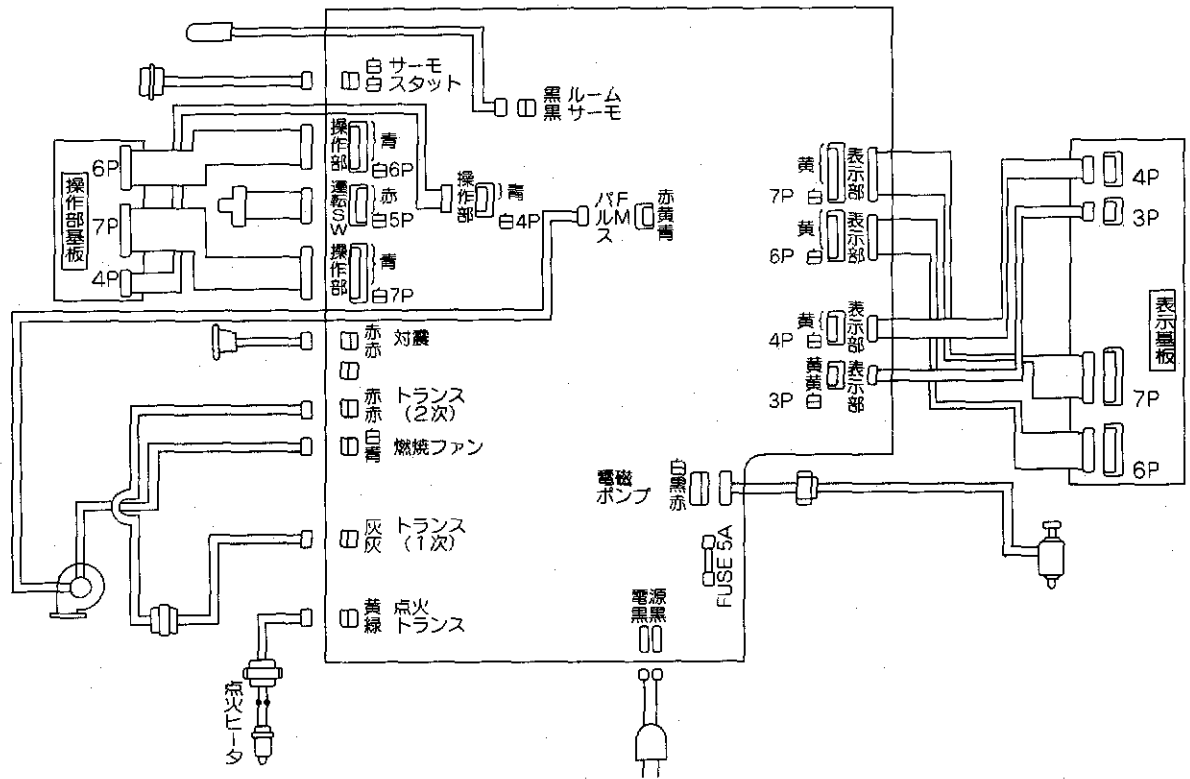 白 サーモ
白 スタット
黒 ルーム
黒 サーモ
操作部
青
白6P
運転SW
赤
白5P
操作部
青
白4P
操作部
青
白7P
パルス
FM
赤
黄
青
6P
7P
4P
操作部基板
黄
7P 白
表示部
黄
6P 白
表示部
黄
4P 白
表示部
黄
黄
3P 白
表示部
4P
3P
7P
6P
表示基板
赤
赤 対震
赤 トランス
赤 (2次)
白
青 燃焼ファン
灰 トランス
灰 (1次)
黄 点火
緑 トランス
点火ヒータ
電磁
ポンプ
白
黒
赤
FUSE 5A
電源
黒黒